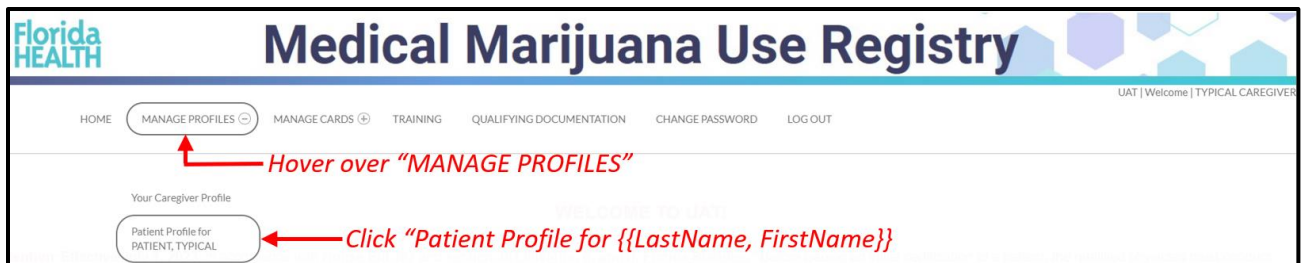 Florida
HEALTH
Medical Marijuana Use Registry
UAT | Welcome | TYPICAL CAREGIVER
HOME MANAGE PROFILES MANAGE CARDS TRAINING QUALIFYING DOCUMENTATION CHANGE PASSWORD LOG OUT
Hover over “MANAGE PROFILES”
Your Caregiver Profile
WELCOME TO UAT!
Patient Profile for
PATIENT, TYPICAL
Click “Patient Profile for {{LastName, FirstName}}